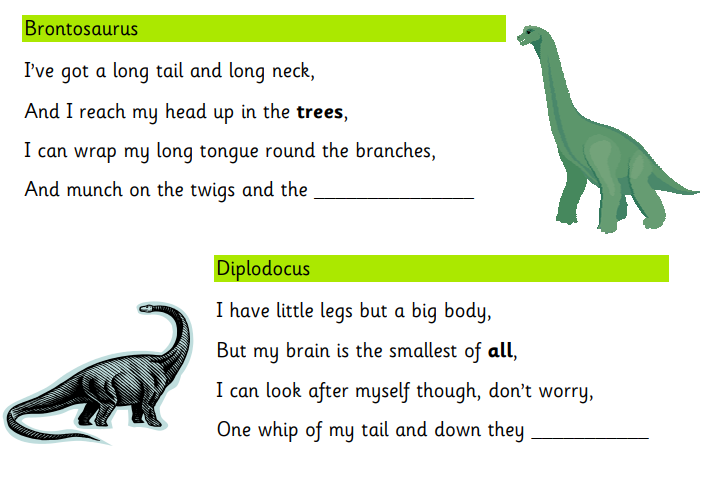 Brontosaurus
I've got a long tail and long neck,
And I reach my head up in the trees,
I can wrap my long tongue round the branches,
And munch on the twigs and the _______________
Diplodocus
I have little legs but a big body,
But my brain is the smallest of all,
I can look after myself though, don't worry,
One whip of my tail and down they ___________